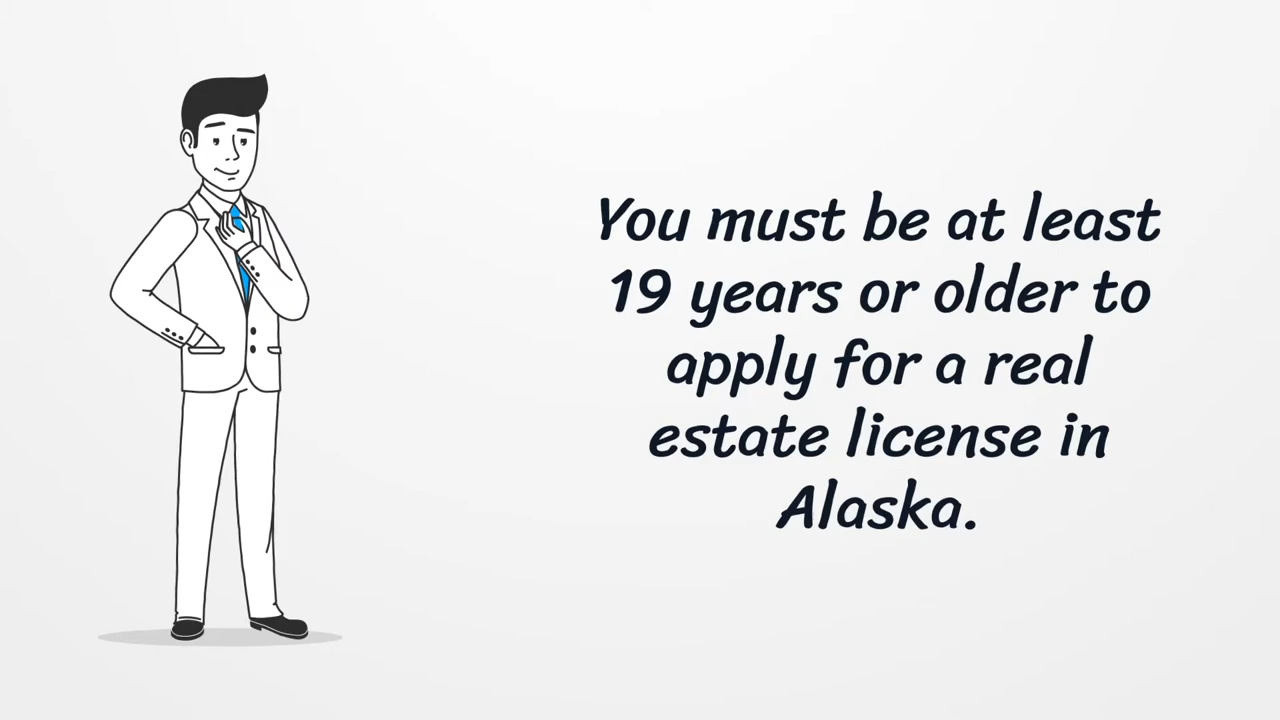 You must be at least
19 years or older to
apply for a real
estate license in
Alaska.